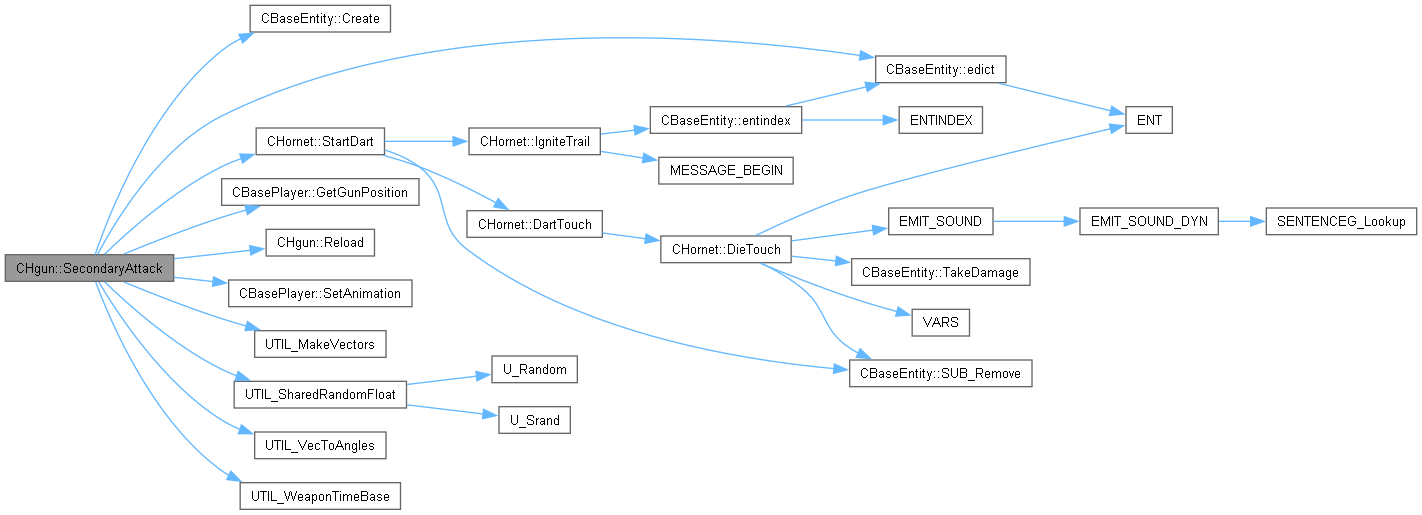 CBaseEntity::Create
CBaseEntity::edict
CBaseEntity::entindex
ENTINDEX
ENT
CHornet::StartDart
CHornet::IgniteTrail
MESSAGE_BEGIN
CBasePlayer::GetGunPosition
CHornet::DartTouch
EMIT_SOUND
EMIT_SOUND_DYN
SENTENCEG_Lookup
CHgun::Reload
CHornet::DieTouch
CHgun::SecondaryAttack
CBaseEntity::TakeDamage
CBasePlayer::SetAnimation
VARS
UTIL_MakeVectors
U_Random
CBaseEntity::SUB_Remove
UTIL_SharedRandomFloat
U_Srand
UTIL_VecToAngles
UTIL_WeaponTimeBase